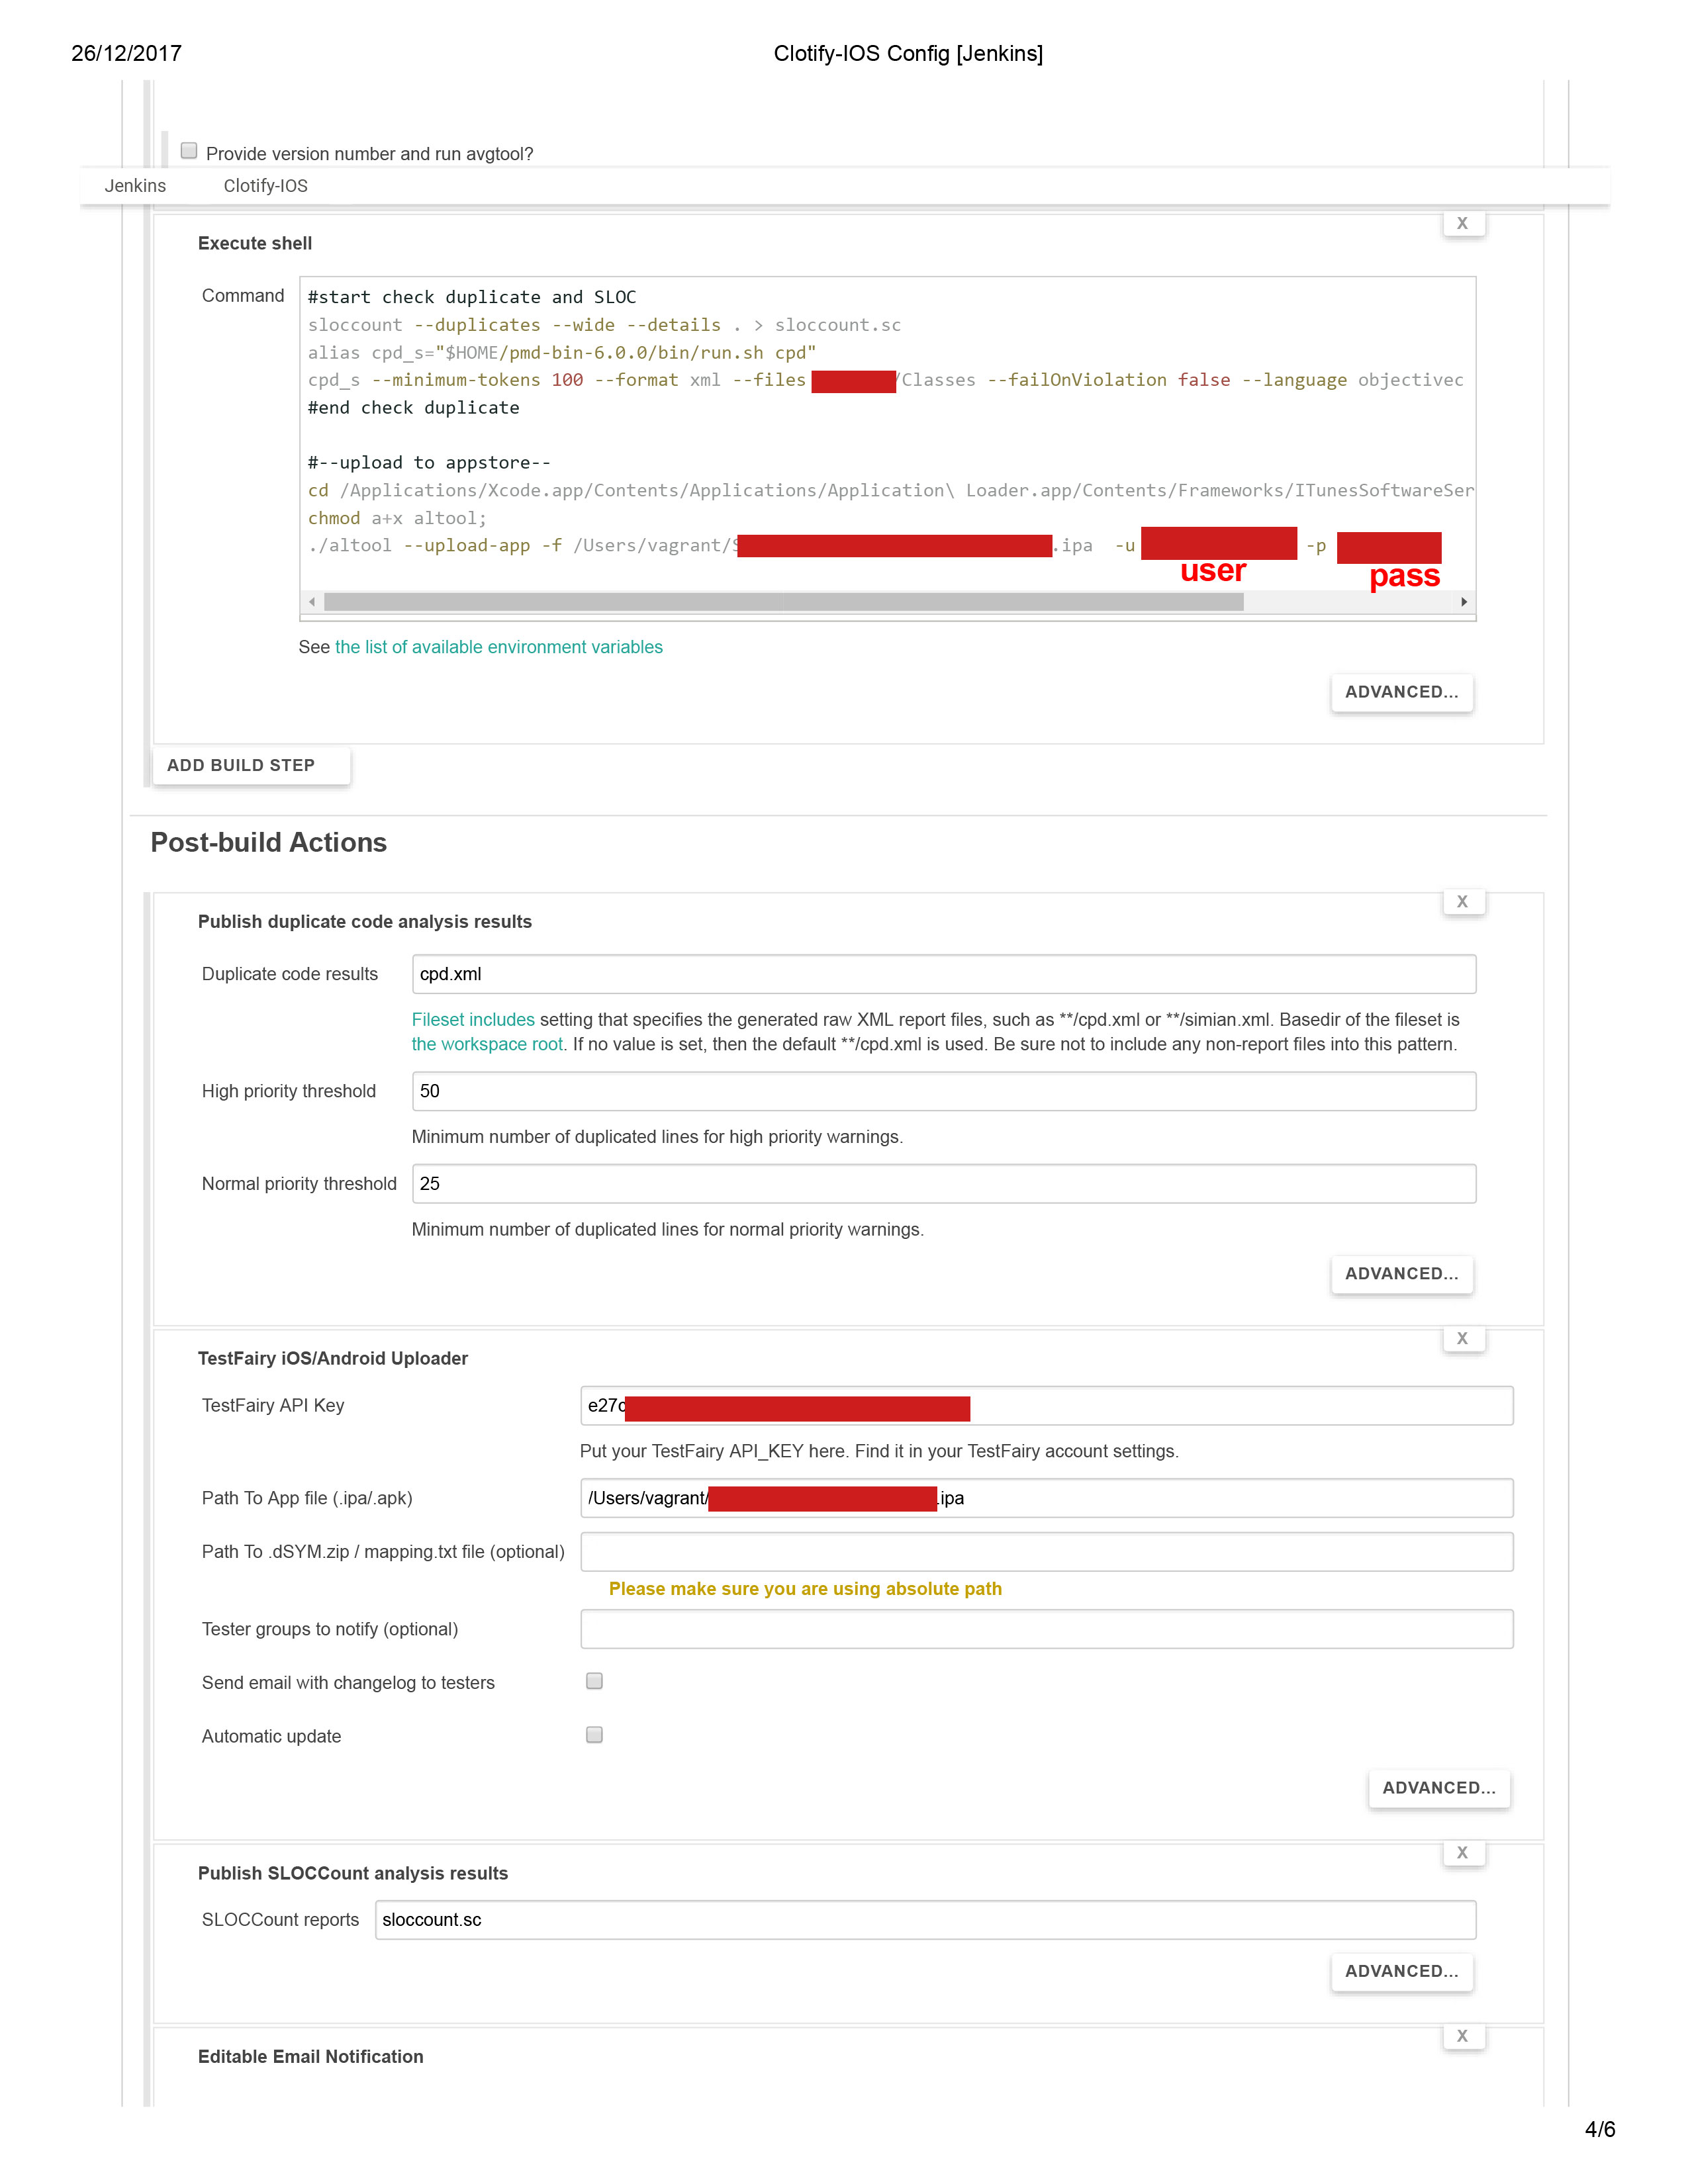 26/12/2017 Clotify-IOS Config [Jenkins]
Provide version number and run avgtool?
Jenkins Clotify-IOS
X
Execute shell
Command
#start check duplicate and SLOC
sloccount --duplicates --wide --details . > sloccount.sc
alias cpd_s="$HOME/pmd-bin-6.0.0/bin/run.sh cpd"
cpd_s --minimum-tokens 100 --format xml --files /Classes --failOnViolation false --language objectivec
#end check duplicate
#--upload to appstore--
cd /Applications/Xcode.app/Contents/Applications/Application\ Loader.app/Contents/Frameworks/ITunesSoftwareSer
chmod a+x altool;
./altool --upload-app -f /Users/vagrant/S .ipa -u -p
user pass
See the list of available environment variables
ADVANCED...
ADD BUILD STEP
Post-build Actions
X
Publish duplicate code analysis results
Duplicate code results cpd.xml
Fileset includes setting that specifies the generated raw XML report files, such as **/cpd.xml or **/simian.xml. Basedir of the fileset is
the workspace root. If no value is set, then the default **/cpd.xml is used. Be sure not to include any non-report files into this pattern.
High priority threshold 50
Minimum number of duplicated lines for high priority warnings.
Normal priority threshold 25
Minimum number of duplicated lines for normal priority warnings.
ADVANCED...
X
TestFairy iOS/Android Uploader
TestFairy API Key e27c
Put your TestFairy API_KEY here. Find it in your TestFairy account settings.
Path To App file (.ipa/.apk) /Users/vagrant/ .ipa
Path To .dSYM.zip / mapping.txt file (optional)
Please make sure you are using absolute path
Tester groups to notify (optional)
Send email with changelog to testers
Automatic update
ADVANCED...
X
Publish SLOCCount analysis results
SLOCCount reports sloccount.sc
ADVANCED...
X
Editable Email Notification
4/6